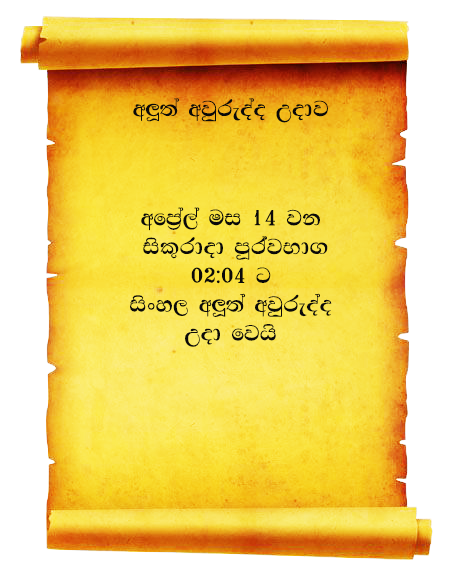 අලුත් අවුරුද්ද උදාව
අප්‍රේල් මස 14 වන
සිකුරාදා පූර්වභාග
02:04 ට
සිංහල අලුත් අවුරුද්ද
උදා වෙයි